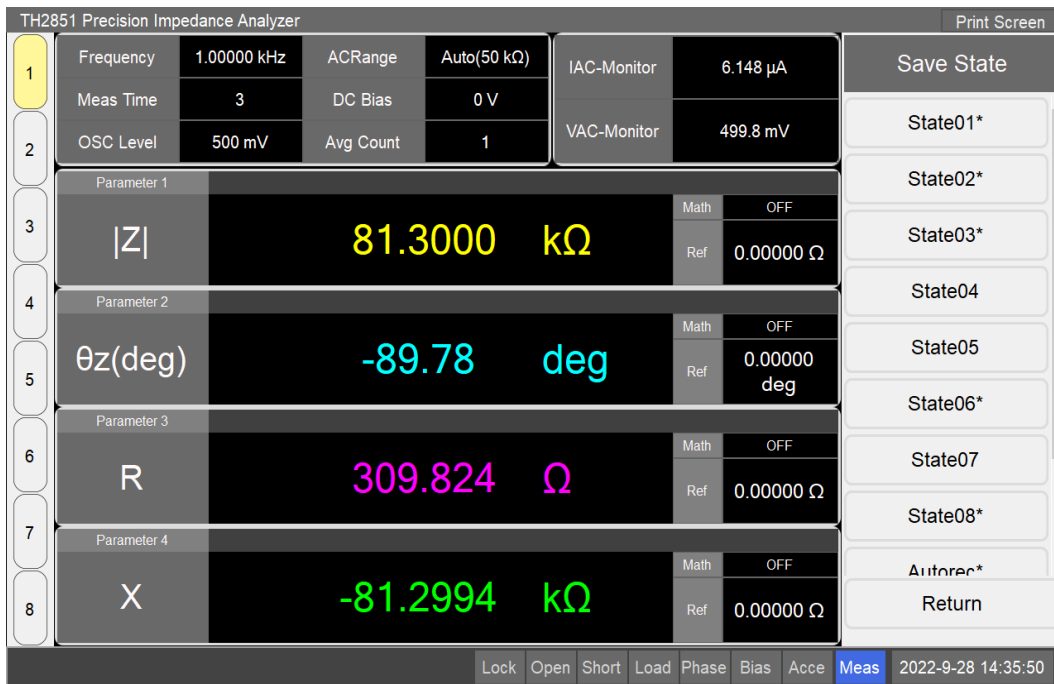 TH2851 Precision Impedance Analyzer
Print Screen
1
2
3
4
5
6
7
8
Frequency 1.00000 kHz ACRange Auto(50 kΩ)
Meas Time 3 DC Bias 0 V
OSC Level 500 mV Avg Count 1
IAC-Monitor 6.148 µA
VAC-Monitor 499.8 mV
Parameter 1
|Z| 81.3000 kΩ
Math OFF
Ref 0.00000 Ω
Parameter 2
θz(deg) -89.78 deg
Math OFF
Ref 0.00000
deg
Parameter 3
R 309.824 Ω
Math OFF
Ref 0.00000 Ω
Parameter 4
X -81.2994 kΩ
Math OFF
Ref 0.00000 Ω
Save State
State01*
State02*
State03*
State04
State05
State06*
State07
State08*
Autorec*
Return
Lock Open Short Load Phase Bias Acce Meas 2022-9-28 14:35:50